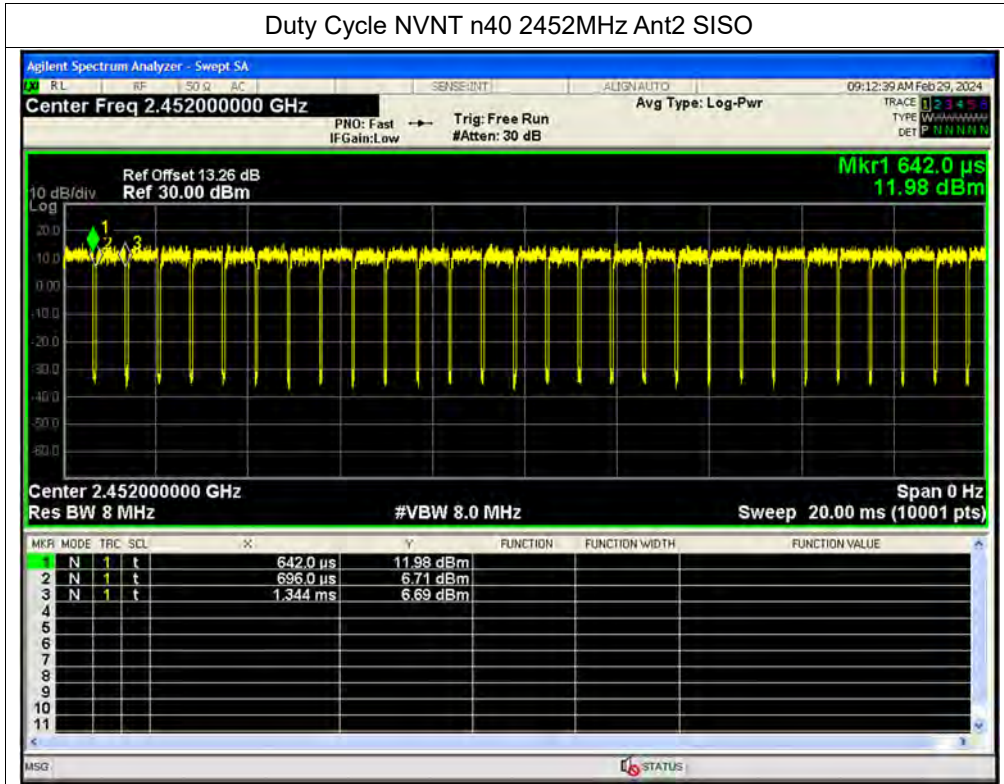 Duty Cycle NVNT n40 2452MHz Ant2 SISO
Agilent Spectrum Analyzer - Swept SA
RL RF 50 Ω AC SENSE:INT ALIGNAUTO 09:12:39 AM Feb 29, 2024
Center Freq 2.452000000 GHz Avg Type: Log-Pwr TRACE 1 2 3 4 5 6
PNO: Fast Trig: Free Run TYPE W
IFGain:Low #Atten: 30 dB DET P N N N N N
Mkr1 642.0 µs
11.98 dBm
Ref Offset 13.26 dB
10 dB/div Ref 30.00 dBm
Log
20.0
10.0
0.00
-10.0
-20.0
-30.0
-40.0
-50.0
-60.0
1
2 3
Center 2.452000000 GHz Span 0 Hz
Res BW 8 MHz #VBW 8.0 MHz Sweep 20.00 ms (10001 pts)
MKR MODE TRC SCL X Y FUNCTION FUNCTION WIDTH FUNCTION VALUE
1 N 1 t 642.0 µs 11.98 dBm
2 N 1 t 696.0 µs 6.71 dBm
3 N 1 t 1.344 ms 6.69 dBm
4
5
6
7
8
9
10
11
MSG STATUS